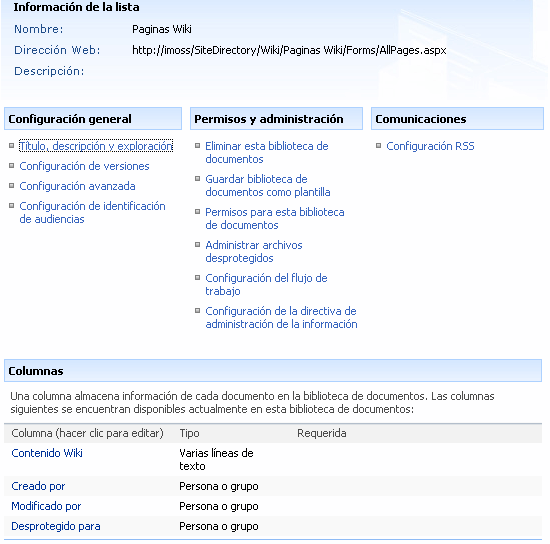 Información de la lista
Nombre: Paginas Wiki
Dirección Web: http://imoss/SiteDirectory/Wiki/Paginas Wiki/Forms/AllPages.aspx
Descripción:
Configuración general
Título, descripción y exploración
Configuración de versiones
Configuración avanzada
Configuración de identificación
de audiencias
Permisos y administración
Eliminar esta biblioteca de
documentos
Guardar biblioteca de
documentos como plantilla
Permisos para esta biblioteca
de documentos
Administrar archivos
desprotegidos
Configuración del flujo de
trabajo
Configuración de la directiva de
administración de la información
Comunicaciones
Configuración RSS
Columnas
Una columna almacena información de cada documento en la biblioteca de documentos. Las columnas
siguientes se encuentran disponibles actualmente en esta biblioteca de documentos:
Columna (hacer clic para editar) Tipo Requerida
Contenido Wiki Varias líneas de
texto
Creado por Persona o grupo
Modificado por Persona o grupo
Desprotegido para Persona o grupo